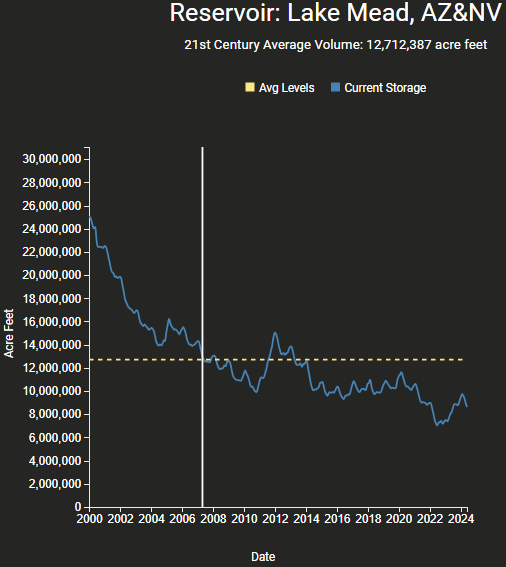 Reservoir: Lake Mead, AZ&NV
21st Century Average Volume: 12,712,387 acre feet
Avg Levels Current Storage
30,000,000
28,000,000
26,000,000
24,000,000
22,000,000
20,000,000
18,000,000
16,000,000
14,000,000
12,000,000
10,000,000
8,000,000
6,000,000
4,000,000
2,000,000
0
Acre Feet
2000 2002 2004 2006 2008 2010 2012 2014 2016 2018 2020 2022 2024
Date